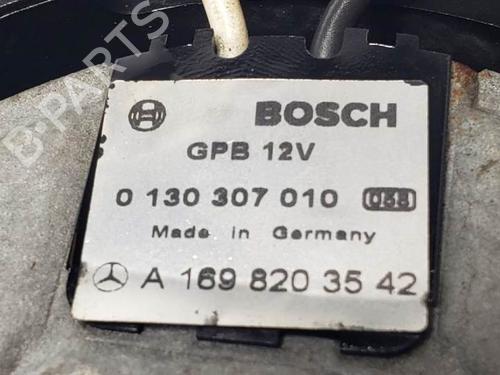 BOSCH
GPB 12V
0 130 307 010 058
Made in Germany
A 169 820 35 42
B-PARTS